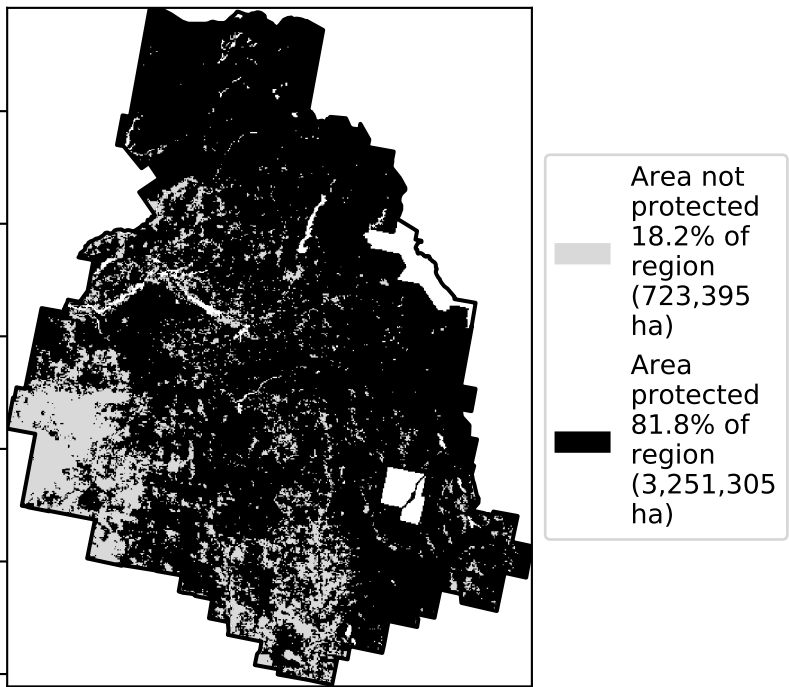 Area not
protected
18.2% of
region
(723,395
ha)
Area
protected
81.8% of
region
(3,251,305
ha)